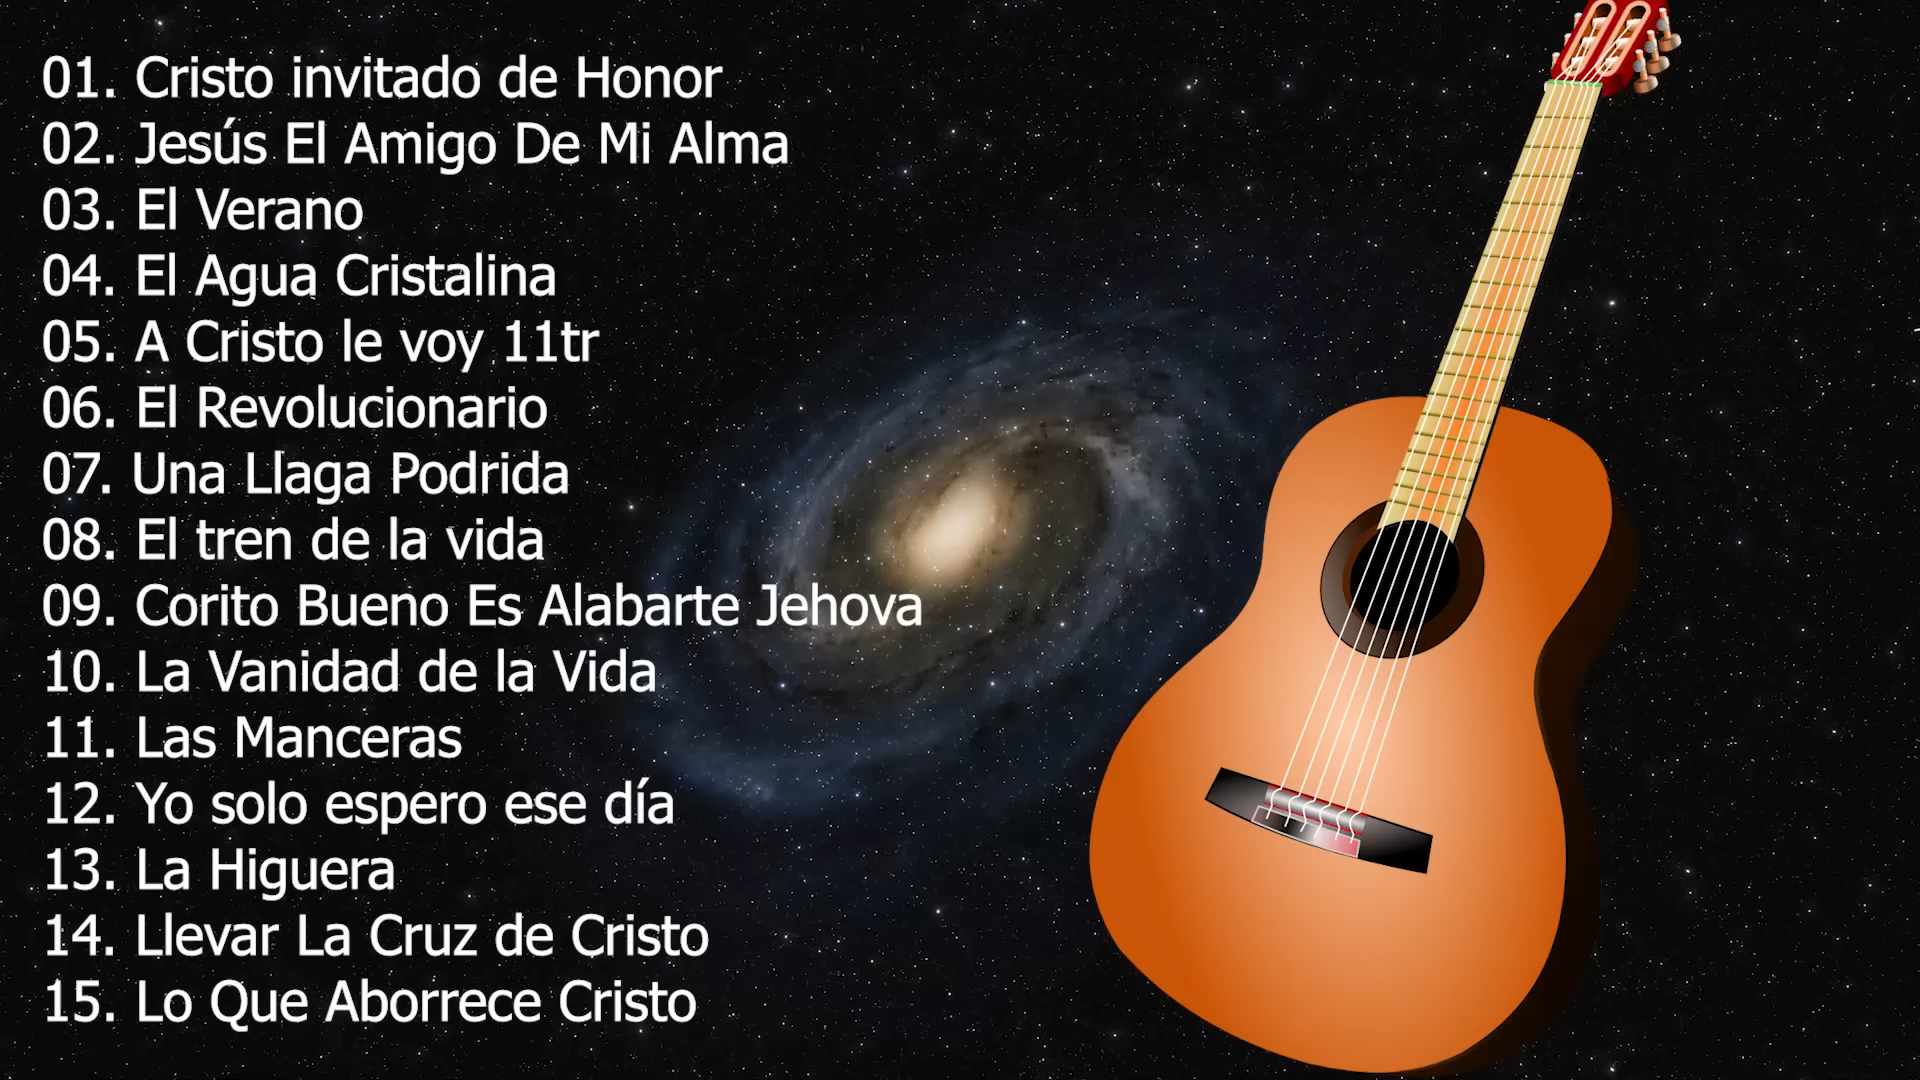 01. Cristo invitado de Honor
02. Jesús El Amigo De Mi Alma
03. El Verano
04. El Agua Cristalina
05. A Cristo le voy 11tr
06. El Revolucionario
07. Una Llaga Podrida
08. El tren de la vida
09. Corito Bueno Es Alabarte Jehova
10. La Vanidad de la Vida
11. Las Manceras
12. Yo solo espero ese día
13. La Higuera
14. Llevar La Cruz de Cristo
15. Lo Que Aborrece Cristo